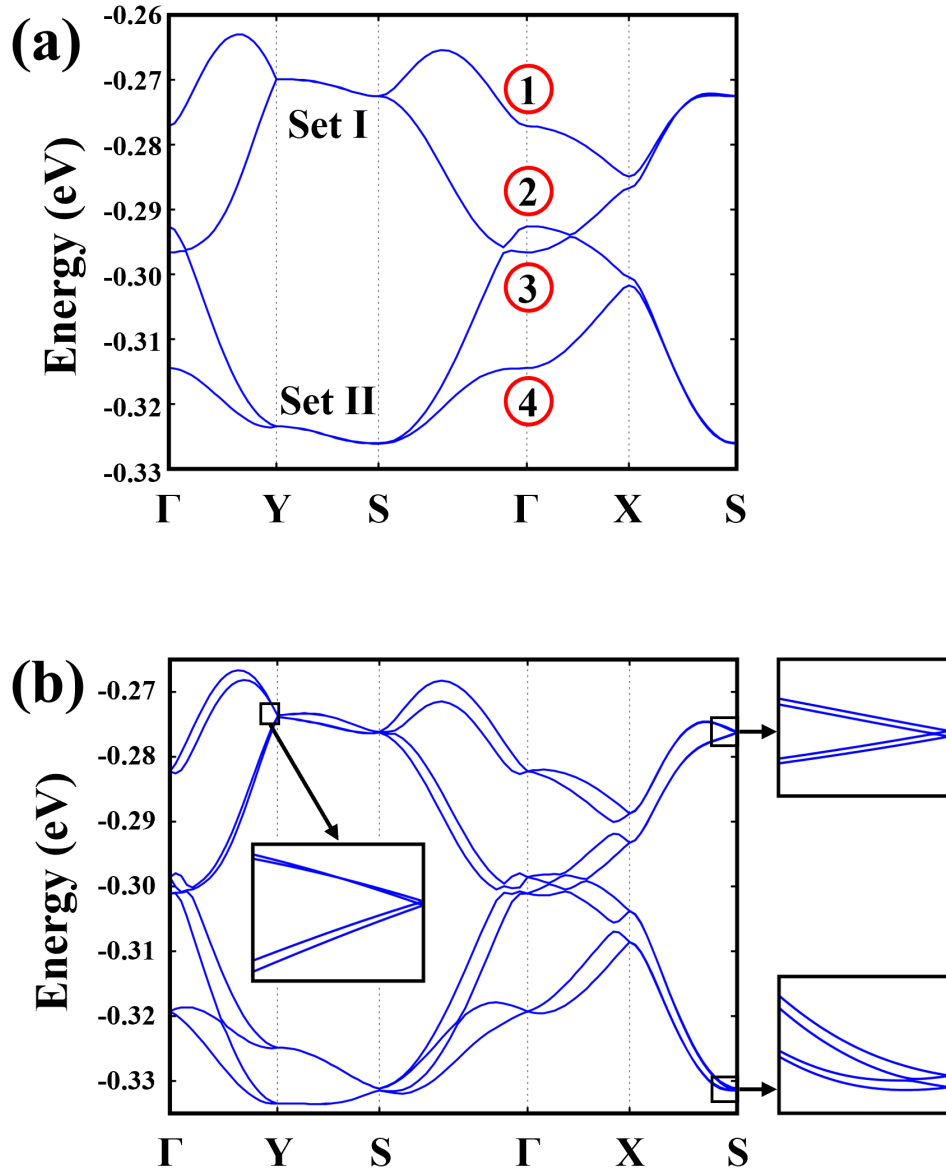 (a)
Energy (eV)
-0.26
-0.27
-0.28
-0.29
-0.30
-0.31
-0.32
-0.33
Set I
Set II
1
2
3
4
Γ Y S Γ X S
(b)
Energy (eV)
-0.27
-0.28
-0.29
-0.30
-0.31
-0.32
-0.33
Γ Y S Γ X S